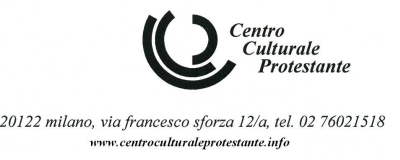 Centro
Culturale
Protestante
20122 milano, via francesco sforza 12/a, tel. 02 76021518
www.centroculturaleprotestante.info